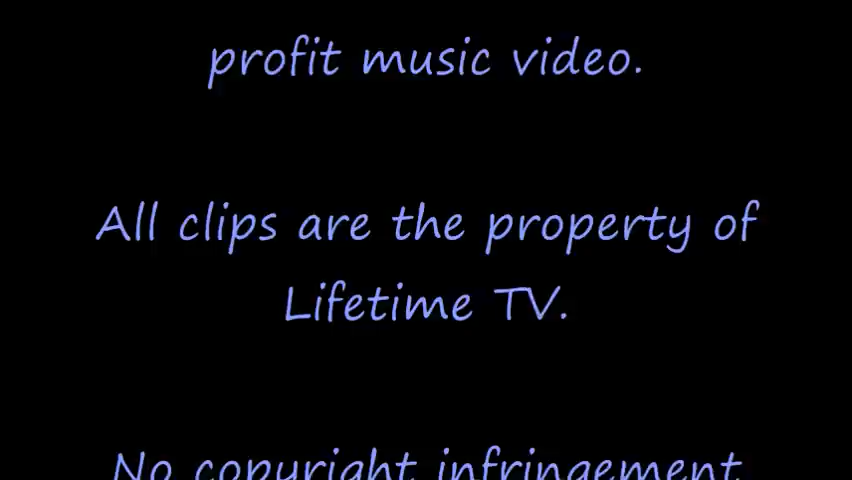 profit music video.
All clips are the property of
Lifetime TV.
No copyright infringement